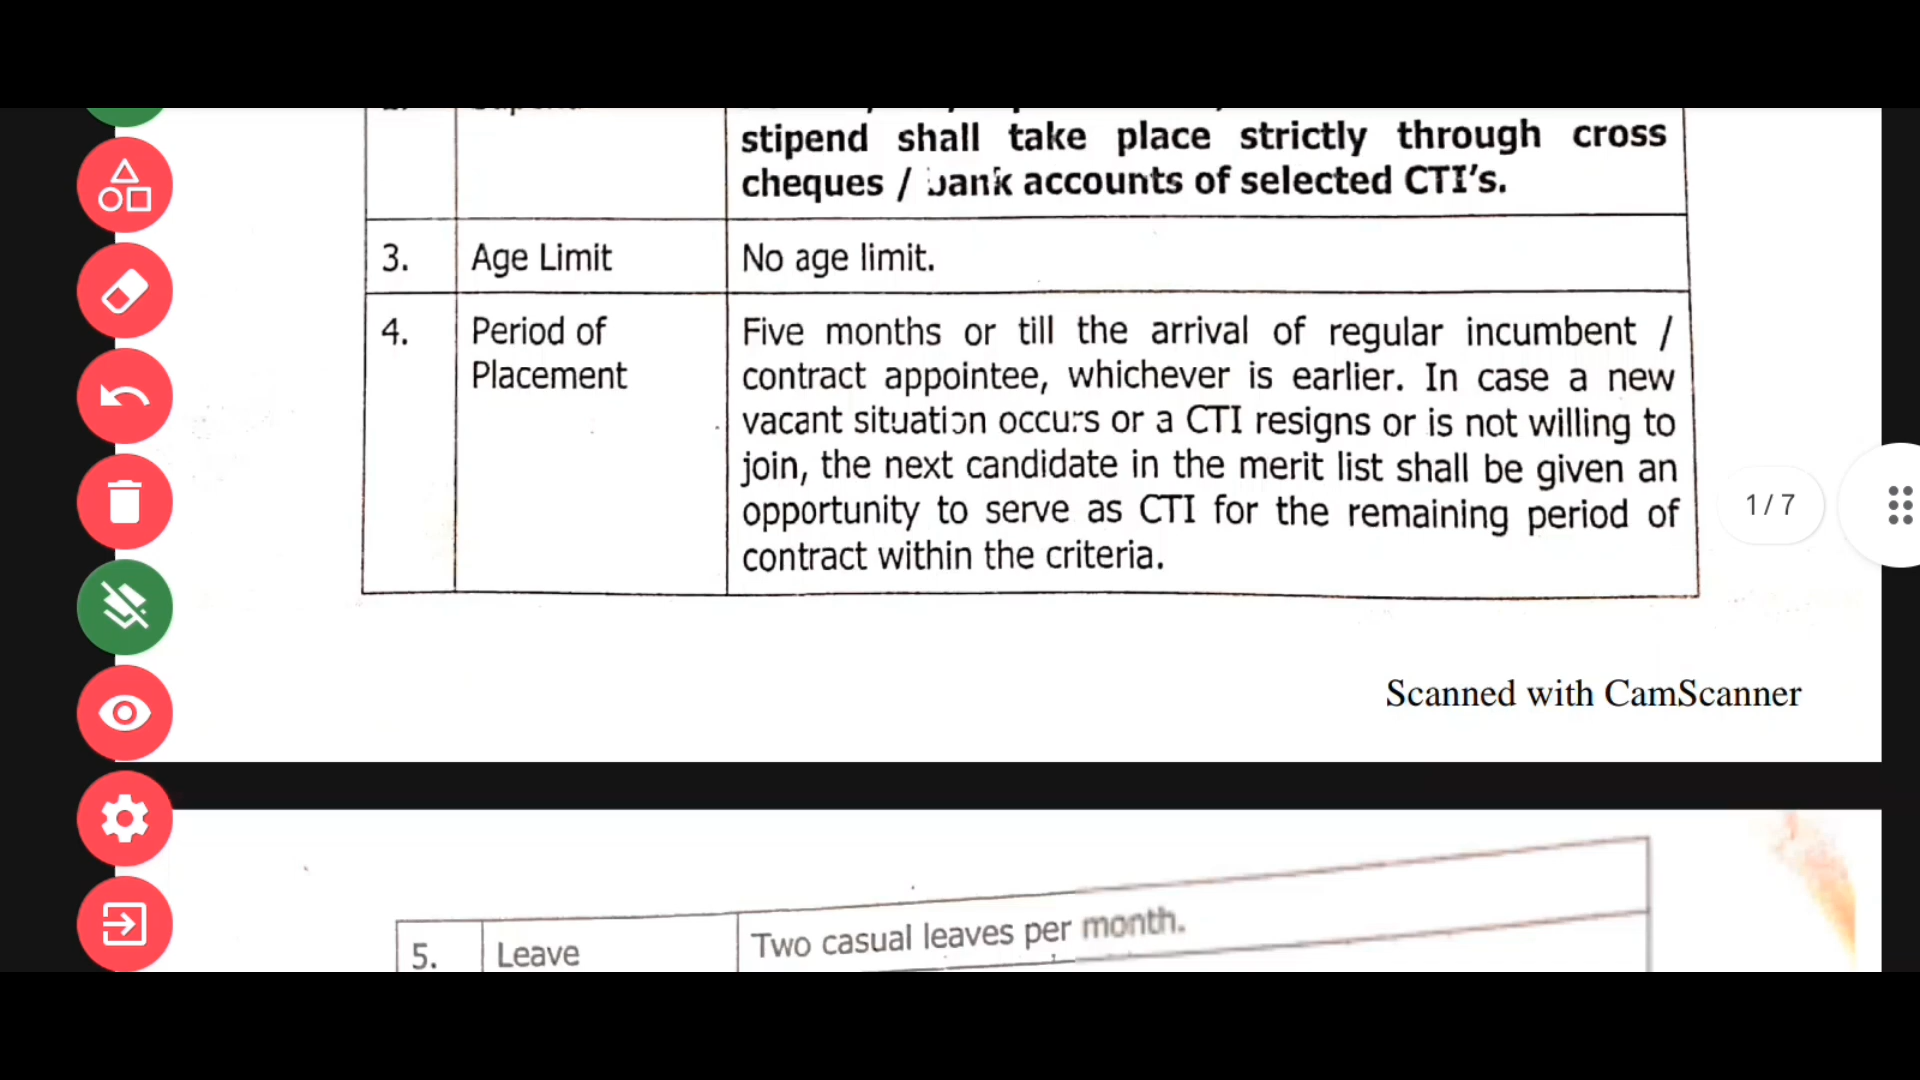 stipend shall take place strictly through cross
cheques / bank accounts of selected CTI's.
3. Age Limit No age limit.
4. Period of Placement
Five months or till the arrival of regular incumbent /
contract appointee, whichever is earlier. In case a new
vacant situation occurs or a CTI resigns or is not willing to
join, the next candidate in the merit list shall be given an
opportunity to serve as CTI for the remaining period of
contract within the criteria.
1 / 7
Scanned with CamScanner
5. Leave Two casual leaves per month.